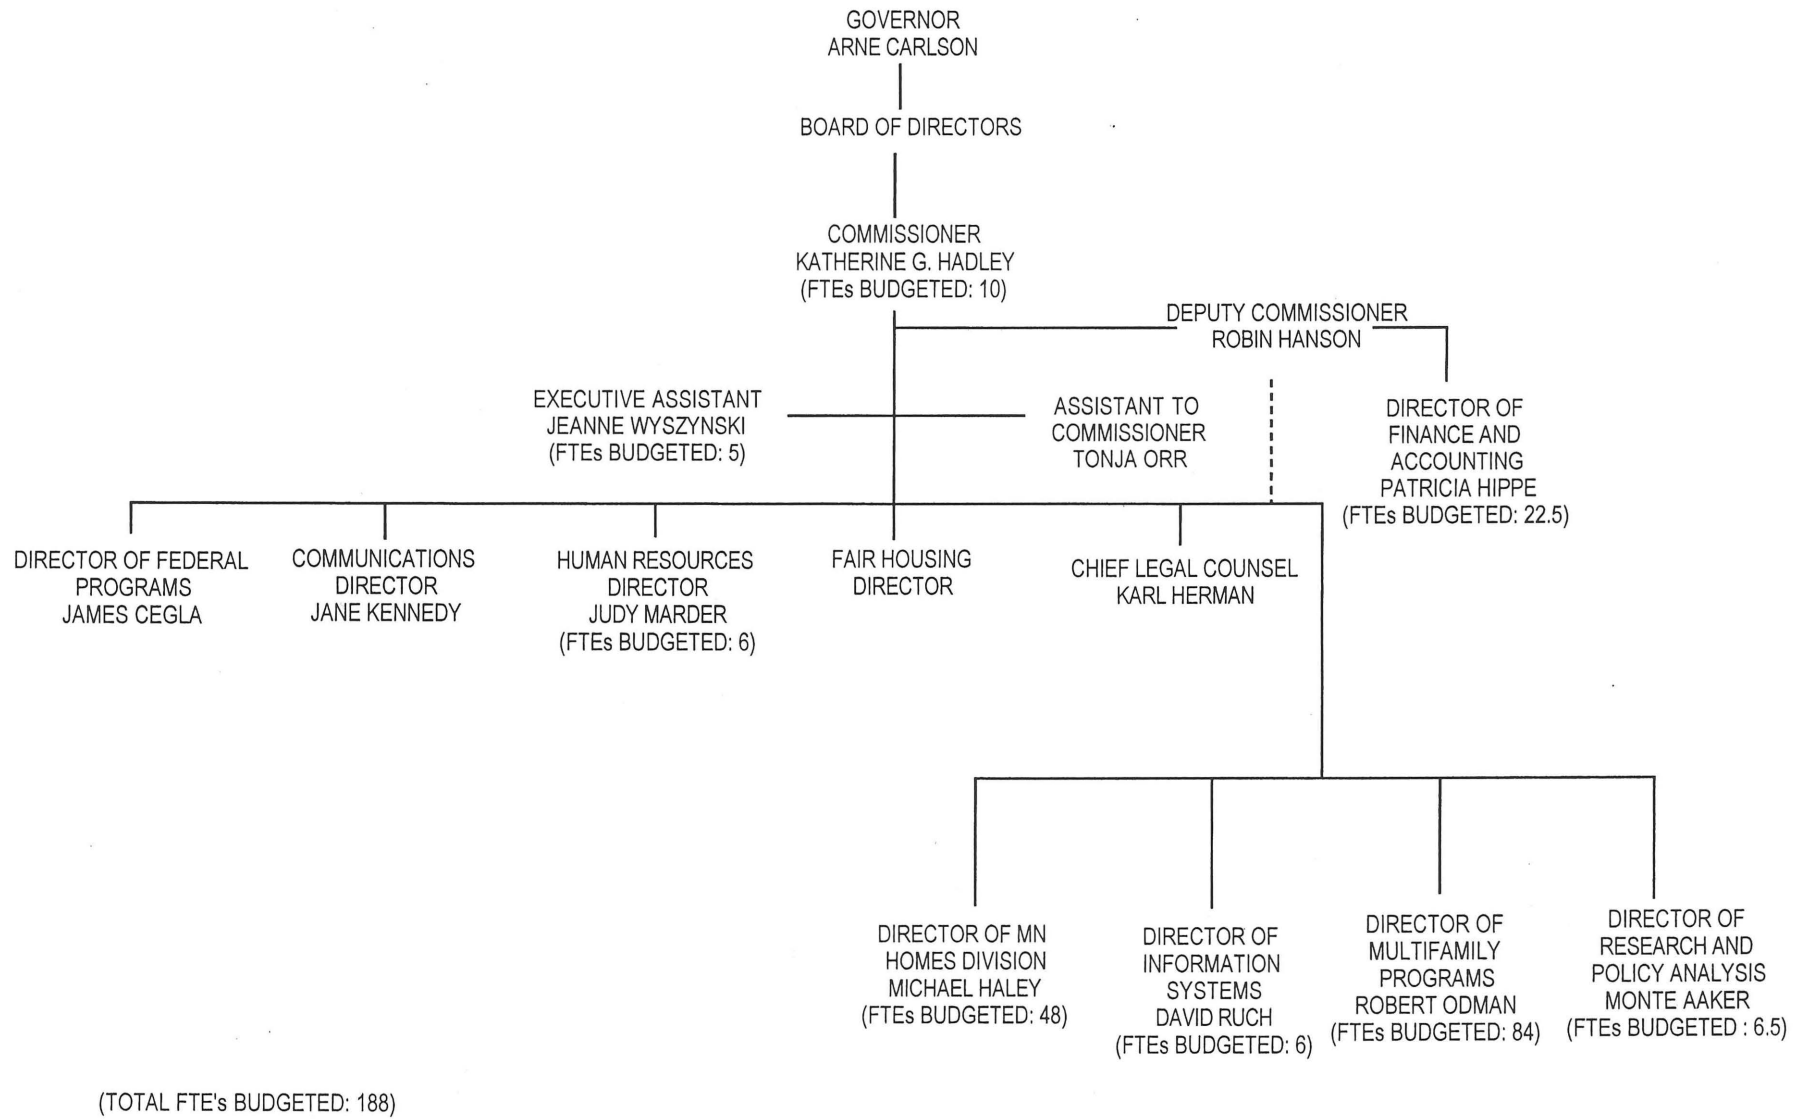 GOVERNOR
ARNE CARLSON
BOARD OF DIRECTORS
COMMISSIONER
KATHERINE G. HADLEY
(FTEs BUDGETED: 10)
DEPUTY COMMISSIONER
ROBIN HANSON
EXECUTIVE ASSISTANT
JEANNE WYSZYNSKI
(FTEs BUDGETED: 5)
ASSISTANT TO
COMMISSIONER
TONJA ORR
DIRECTOR OF
FINANCE AND
ACCOUNTING
PATRICIA HIPPE
(FTEs BUDGETED: 22.5)
DIRECTOR OF FEDERAL
PROGRAMS
JAMES CEGLA
COMMUNICATIONS
DIRECTOR
JANE KENNEDY
HUMAN RESOURCES
DIRECTOR
JUDY MARDER
(FTEs BUDGETED: 6)
FAIR HOUSING
DIRECTOR
CHIEF LEGAL COUNSEL
KARL HERMAN
DIRECTOR OF MN
HOMES DIVISION
MICHAEL HALEY
(FTEs BUDGETED: 48)
DIRECTOR OF
INFORMATION
SYSTEMS
DAVID RUCH
(FTEs BUDGETED: 6)
DIRECTOR OF
MULTIFAMILY
PROGRAMS
ROBERT ODMAN
(FTEs BUDGETED: 84)
DIRECTOR OF
RESEARCH AND
POLICY ANALYSIS
MONTE AAKER
(FTEs BUDGETED : 6.5)
(TOTAL FTE's BUDGETED: 188)